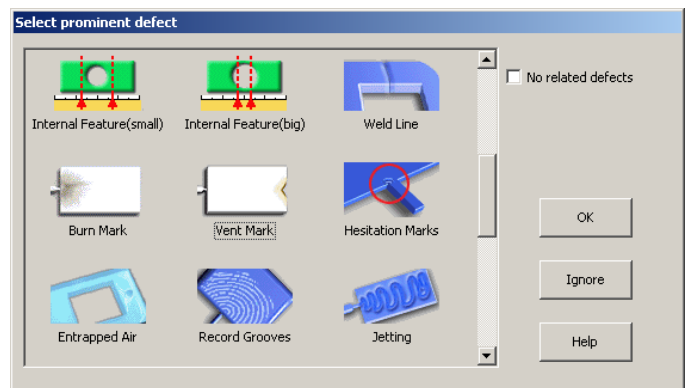 Select prominent defect
No related defects
Internal Feature(small)
Internal Feature(big)
Weld Line
Burn Mark
Vent Mark
Hesitation Marks
OK
Ignore
Entrapped Air
Record Grooves
Jetting
Help